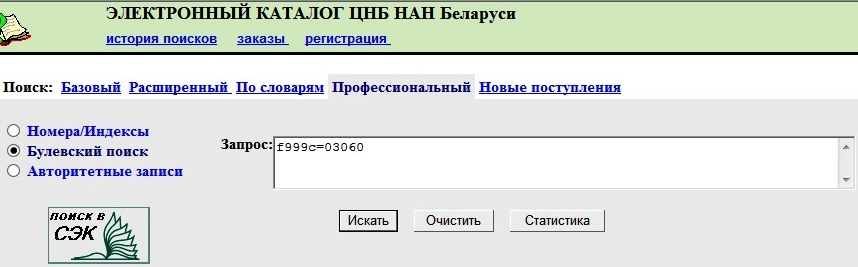 ЭЛЕКТРОННЫЙ КАТАЛОГ ЦНБ НАН Беларуси
история поисков заказы регистрация
Поиск: Базовый Расширенный По словарям Профессиональный Новые поступления
Номера/Индексы
Булевский поиск
Авторитетные записи
Запрос: f999c=03060
ПОИСК В
СЭК
Искать Очистить Статистика